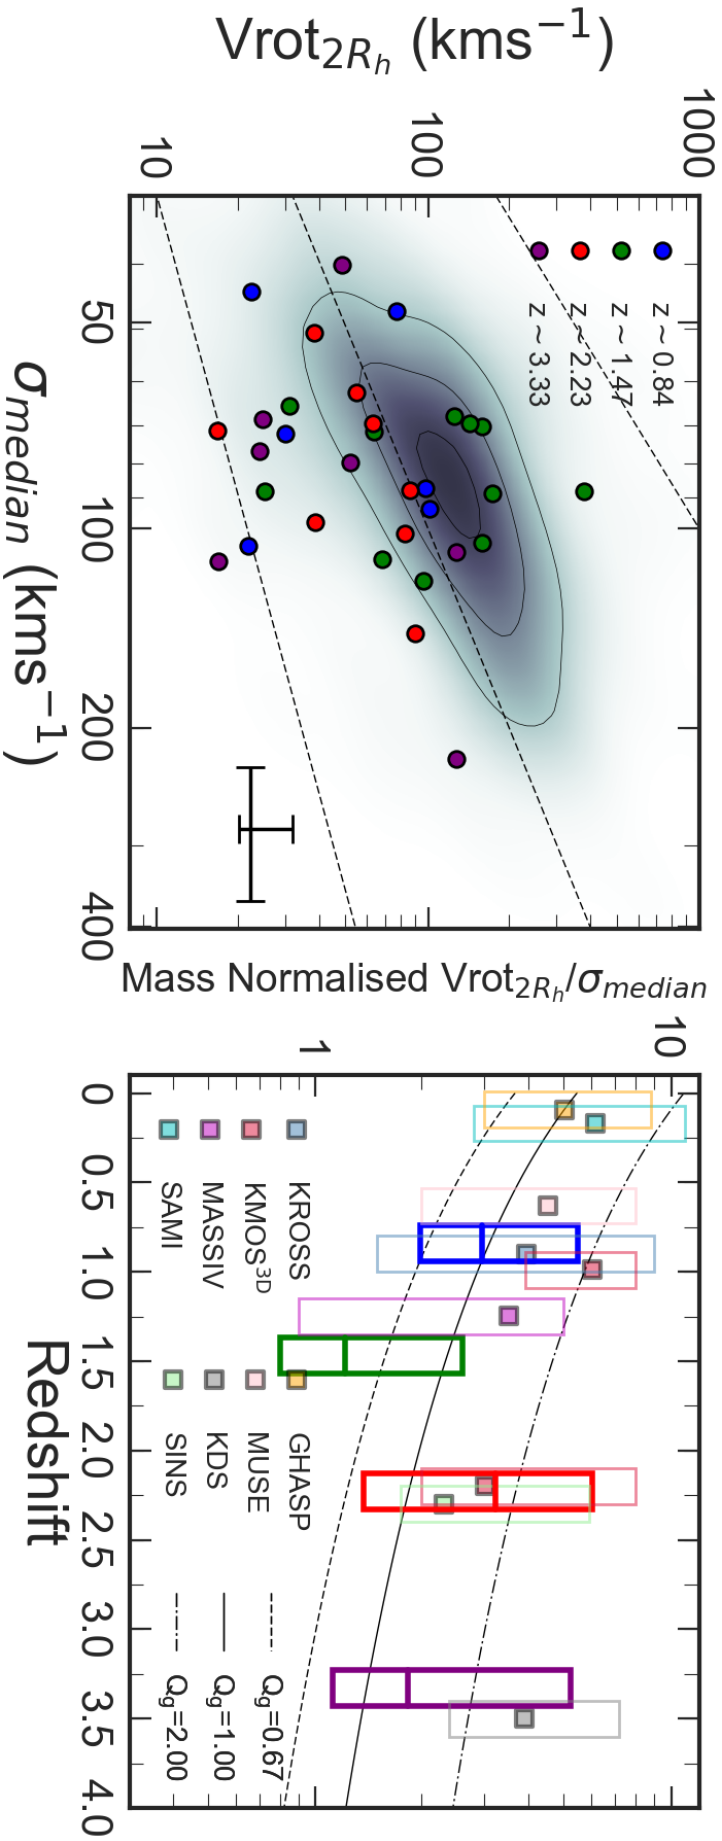 Vrot2Rh (kms−1)
1000
100
10
z ~ 0.84
z ~ 1.47
z ~ 2.23
z ~ 3.33
50
100
200
400
σmedian (kms−1)
Mass Normalised Vrot2Rh/σmedian
10
1
KROSS
KMOS3D
MASSIV
SAMI
GHASP
MUSE
KDS
SINS
Qg=0.67
Qg=1.00
Qg=2.00
0
0.5
1.0
1.5
2.0
2.5
3.0
3.5
4.0
Redshift